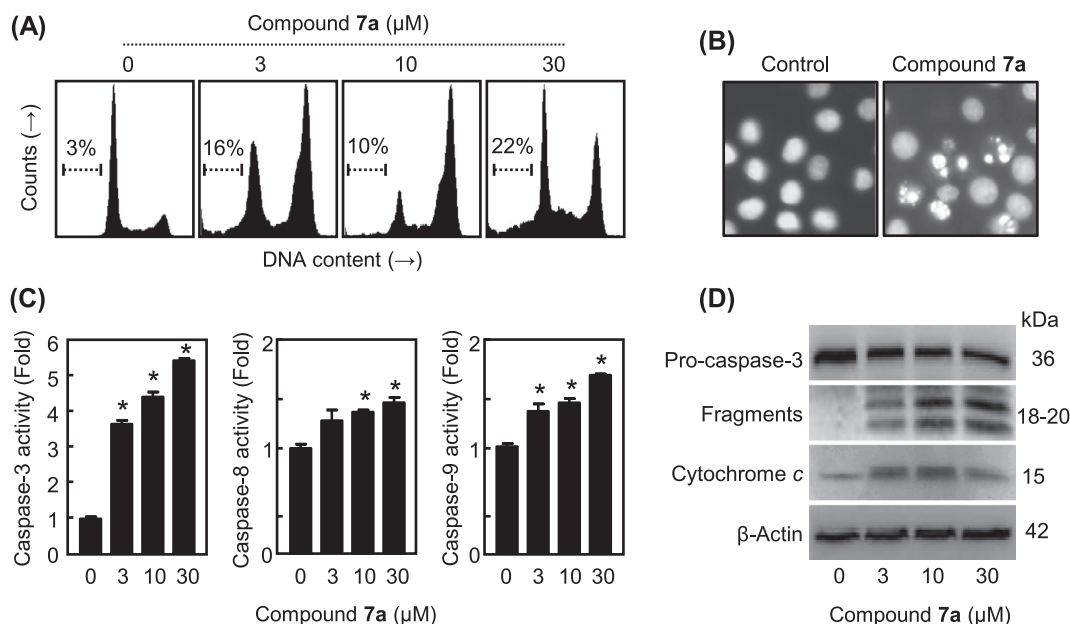 (A)
Compound 7a (µM)
0 3 10 30
3% 16% 10% 22%
Counts (→)
DNA content (→)
(B)
Control Compound 7a
(C)
Caspase-3 activity (Fold)
6
5
4
3
2
1
0
* * *
0 3 10 30
Caspase-8 activity (Fold)
2
1
0
* *
0 3 10 30
Caspase-9 activity (Fold)
2
1
0
* * *
0 3 10 30
Compound 7a (µM)
(D)
kDa
Pro-caspase-3 36
Fragments 18-20
Cytochrome c 15
β-Actin 42
0 3 10 30
Compound 7a (µM)